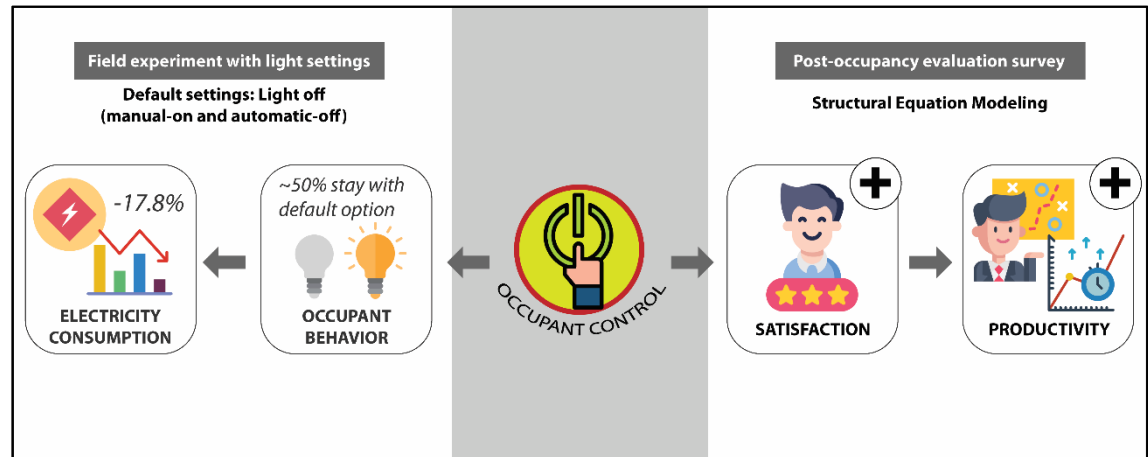 Field experiment with light settings
Default settings: Light off
(manual-on and automatic-off)
-17.8%
ELECTRICITY
CONSUMPTION
~50% stay with
default option
OCCUPANT
BEHAVIOR
OCCUPANT CONTROL
Post-occupancy evaluation survey
Structural Equation Modeling
SATISFACTION
PRODUCTIVITY